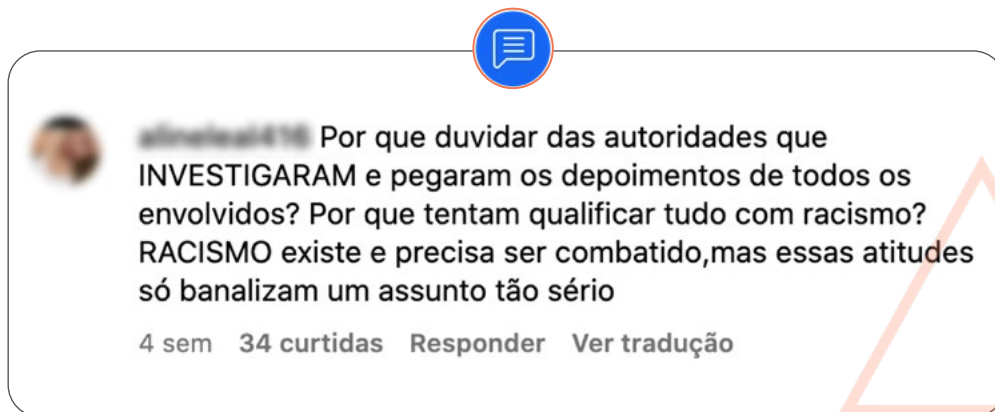 Por que duvidar das autoridades que
INVESTIGARAM e pegaram os depoimentos de todos os
envolvidos? Por que tentam qualificar tudo com racismo?
RACISMO existe e precisa ser combatido,mas essas atitudes
só banalizam um assunto tão sério
4 sem 34 curtidas Responder Ver tradução